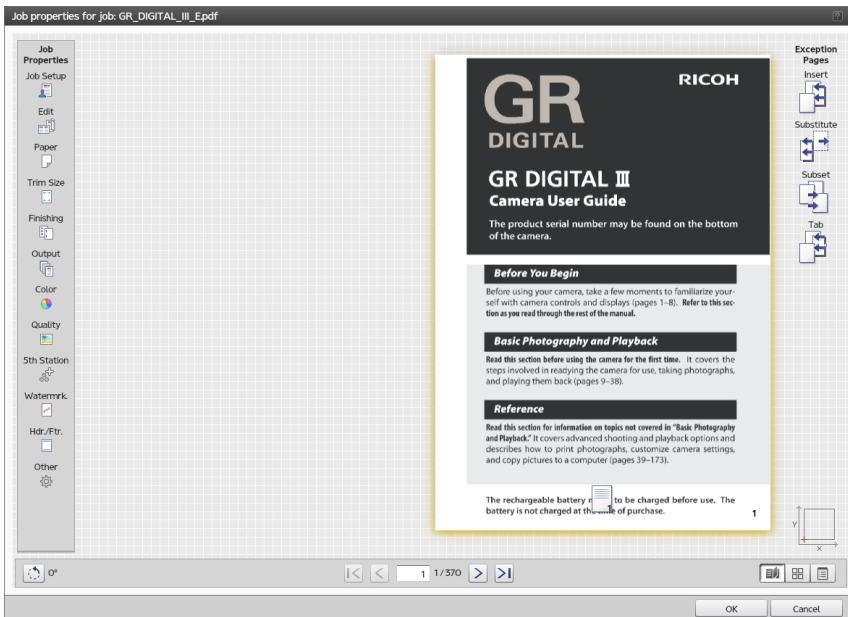 Job properties for job: GR_DIGITAL_III_E.pdf
?
Job
Properties
Job Setup
Edit
Paper
Trim Size
Finishing
Output
Color
Quality
5th Station
Watermrk.
Hdr./Ftr.
Other
RICOH
GR
DIGITAL
GR DIGITAL III
Camera User Guide
The product serial number may be found on the bottom
of the camera.
Before You Begin
Before using your camera, take a few moments to familiarize your-
self with camera controls and displays (pages 1–8). Refer to this sec-
tion as you read through the rest of the manual.
Basic Photography and Playback
Read this section before using the camera for the first time. It covers the
steps involved in readying the camera for use, taking photographs,
and playing them back (pages 9–38).
Reference
Read this section for information on topics not covered in "Basic Photography
and Playback." It covers advanced shooting and playback options and
describes how to print photographs, customize camera settings,
and copy pictures to a computer (pages 39–173).
The rechargeable battery to be charged before use. The
battery is not charged at of purchase.
1
1
Exception
Pages
Insert
Substitute
Subset
Tab
y
x
0°
1 1/370
OK Cancel